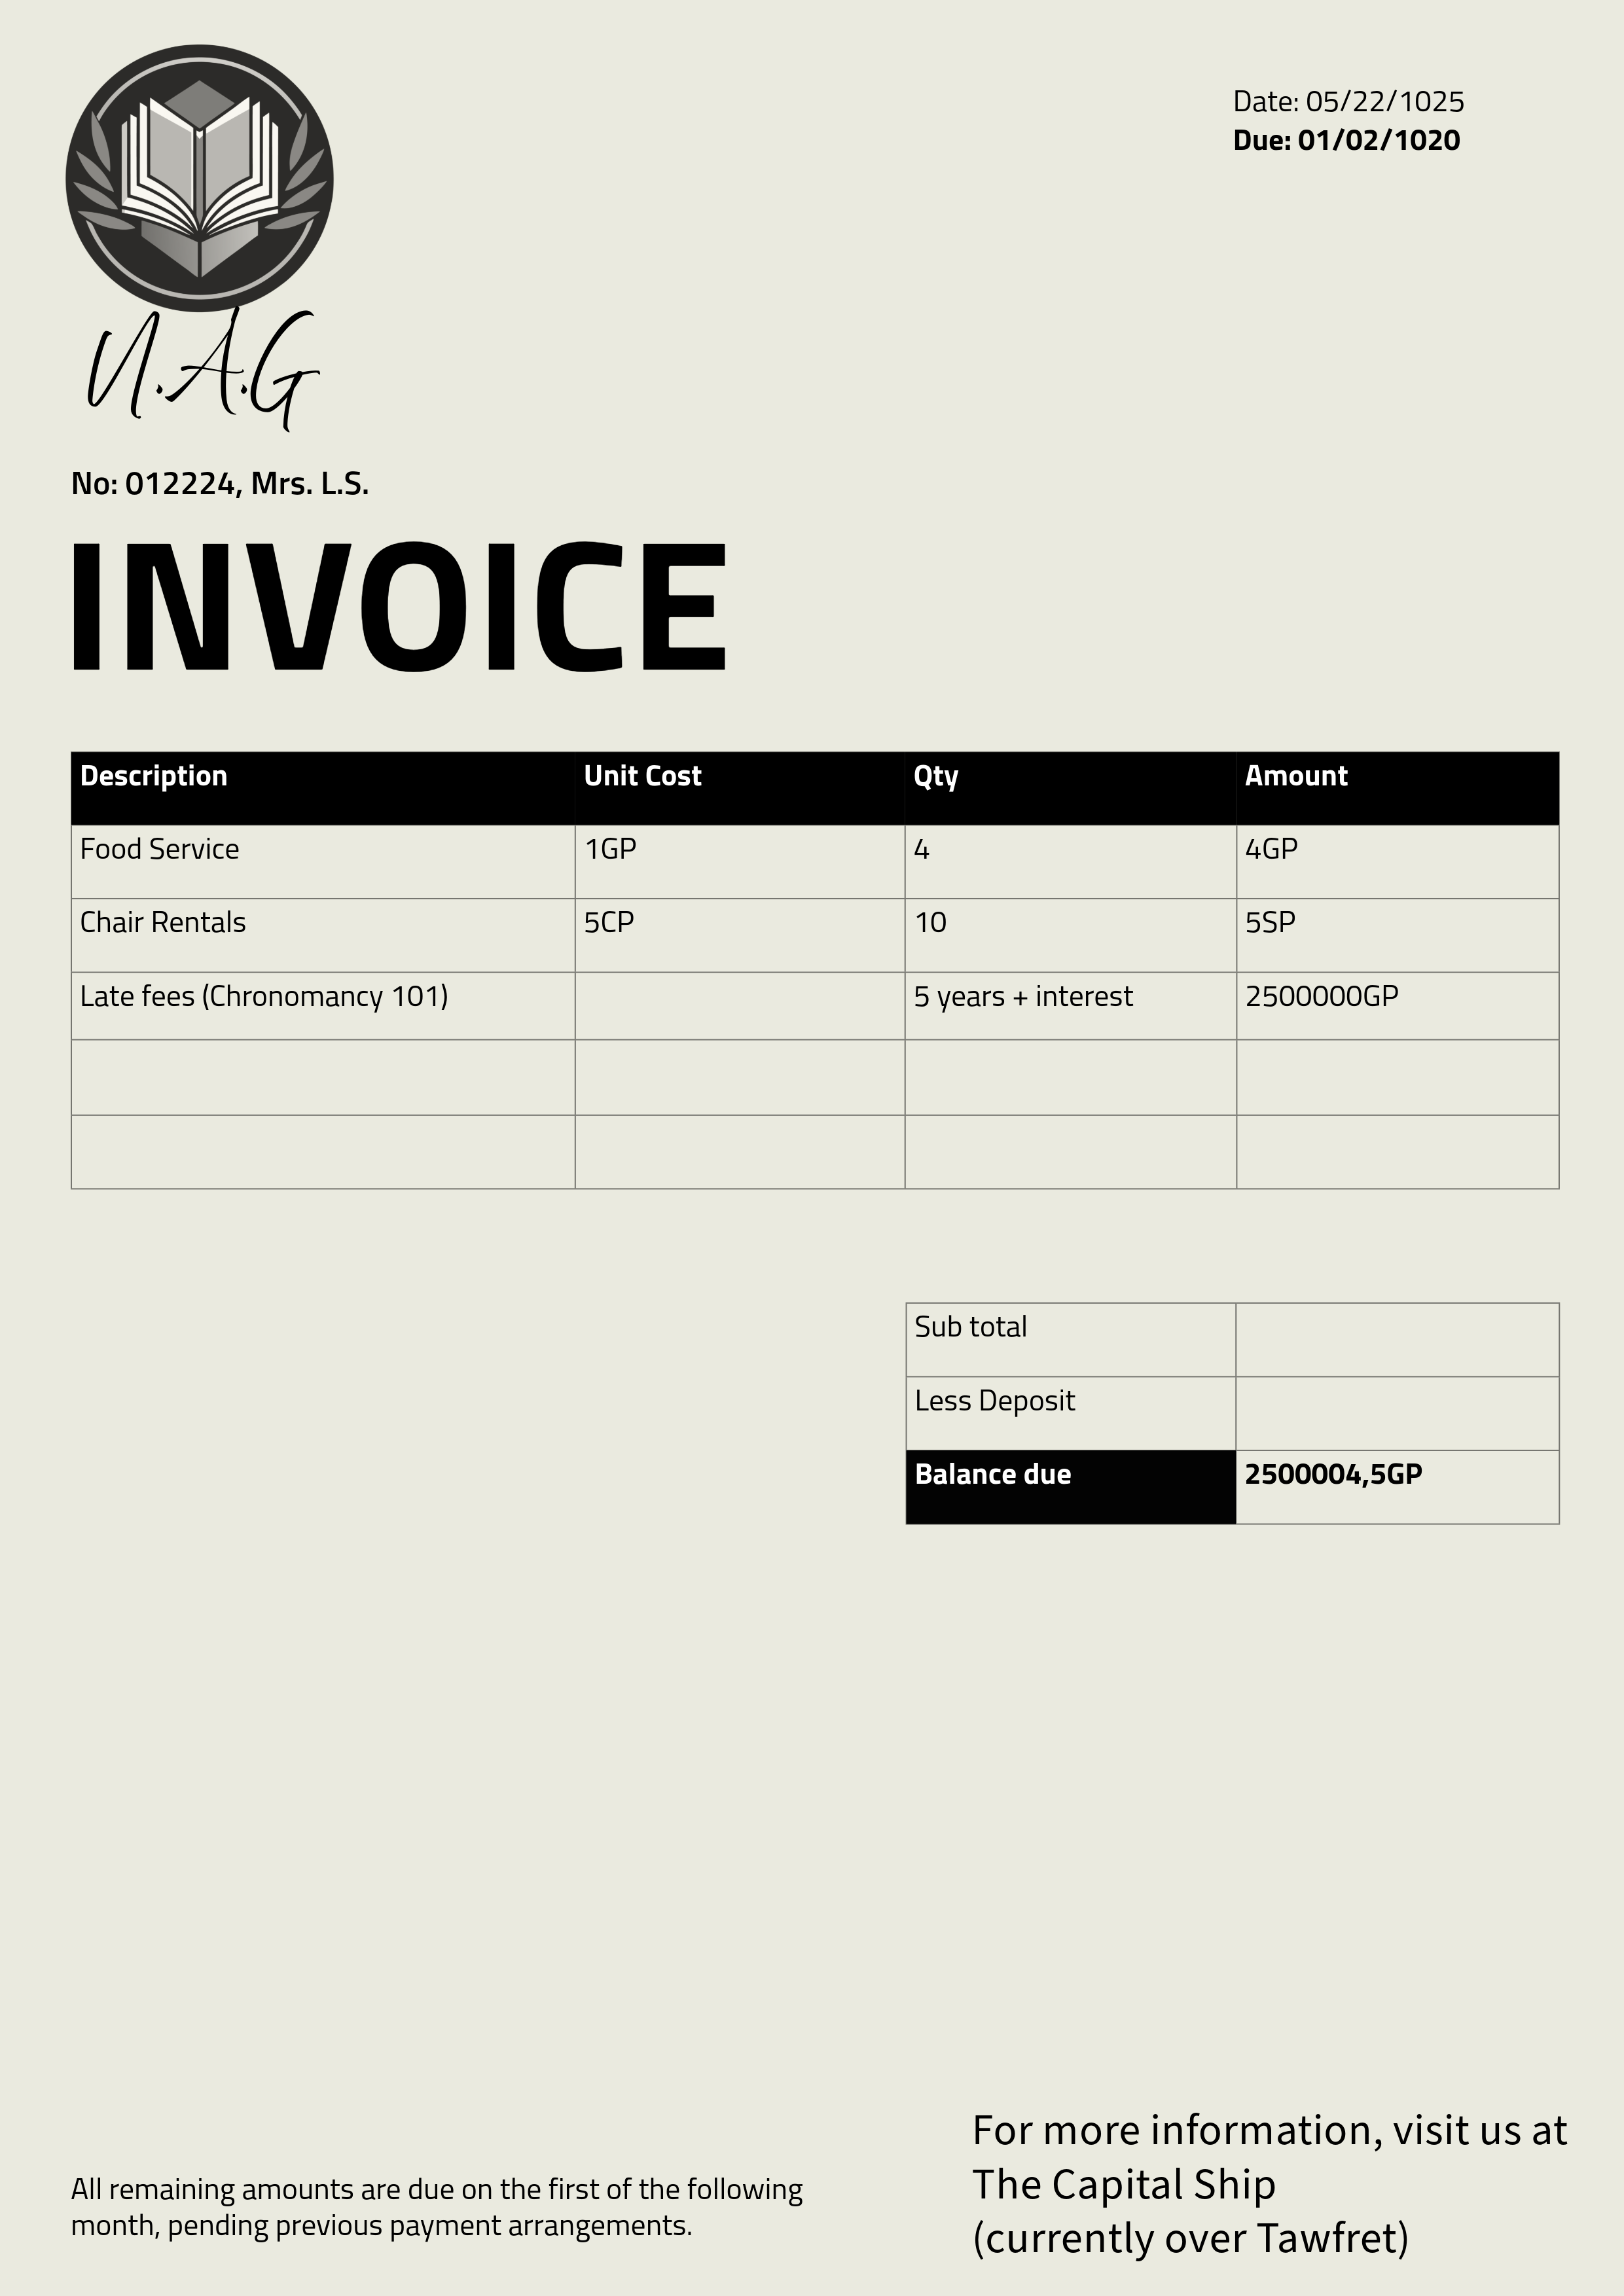 Date: 05/22/1025
Due: 01/02/1020
U.A.G
No: 012224, Mrs. L.S.
INVOICE
Description Unit Cost Qty Amount
Food Service 1GP 4 4GP
Chair Rentals 5CP 10 5SP
Late fees (Chronomancy 101) 5 years + interest 2500000GP
Sub total
Less Deposit
Balance due 2500004,5GP
For more information, visit us at
The Capital Ship
(currently over Tawfret)
All remaining amounts are due on the first of the following
month, pending previous payment arrangements.